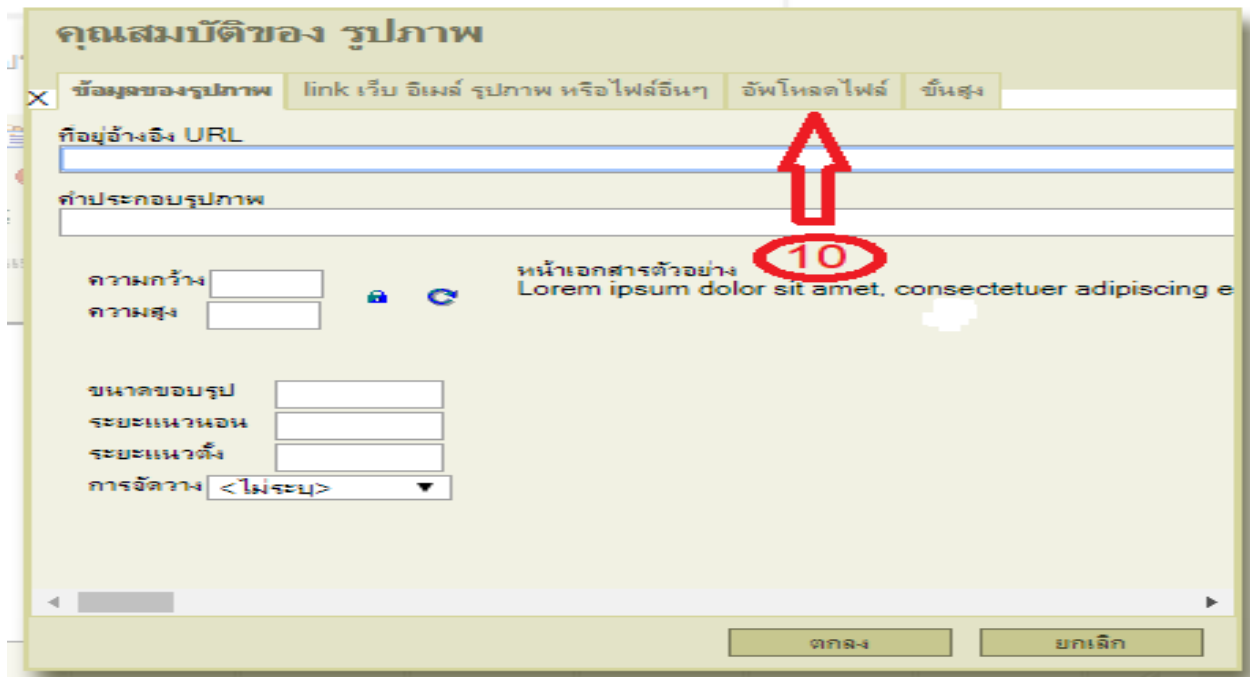 คุณสมบัติของ รูปภาพ
X ข้อมูลของรูปภาพ link เว็บ อีเมล์ รูปภาพ หรือไฟล์อื่นๆ อัพโหลดไฟล์ ขั้นสูง
ที่อยู่อ้างอิง URL
คำประกอบรูปภาพ
10
ความกว้าง
หน้าเอกสารตัวอย่าง
Lorem ipsum dolor sit amet, consectetuer adipiscing e
ความสูง
ขนาดขอบรูป
ระยะแนวนอน
ระยะแนวตั้ง
การจัดวาง <ไม่ระบุ>
ตกลง ยกเลิก